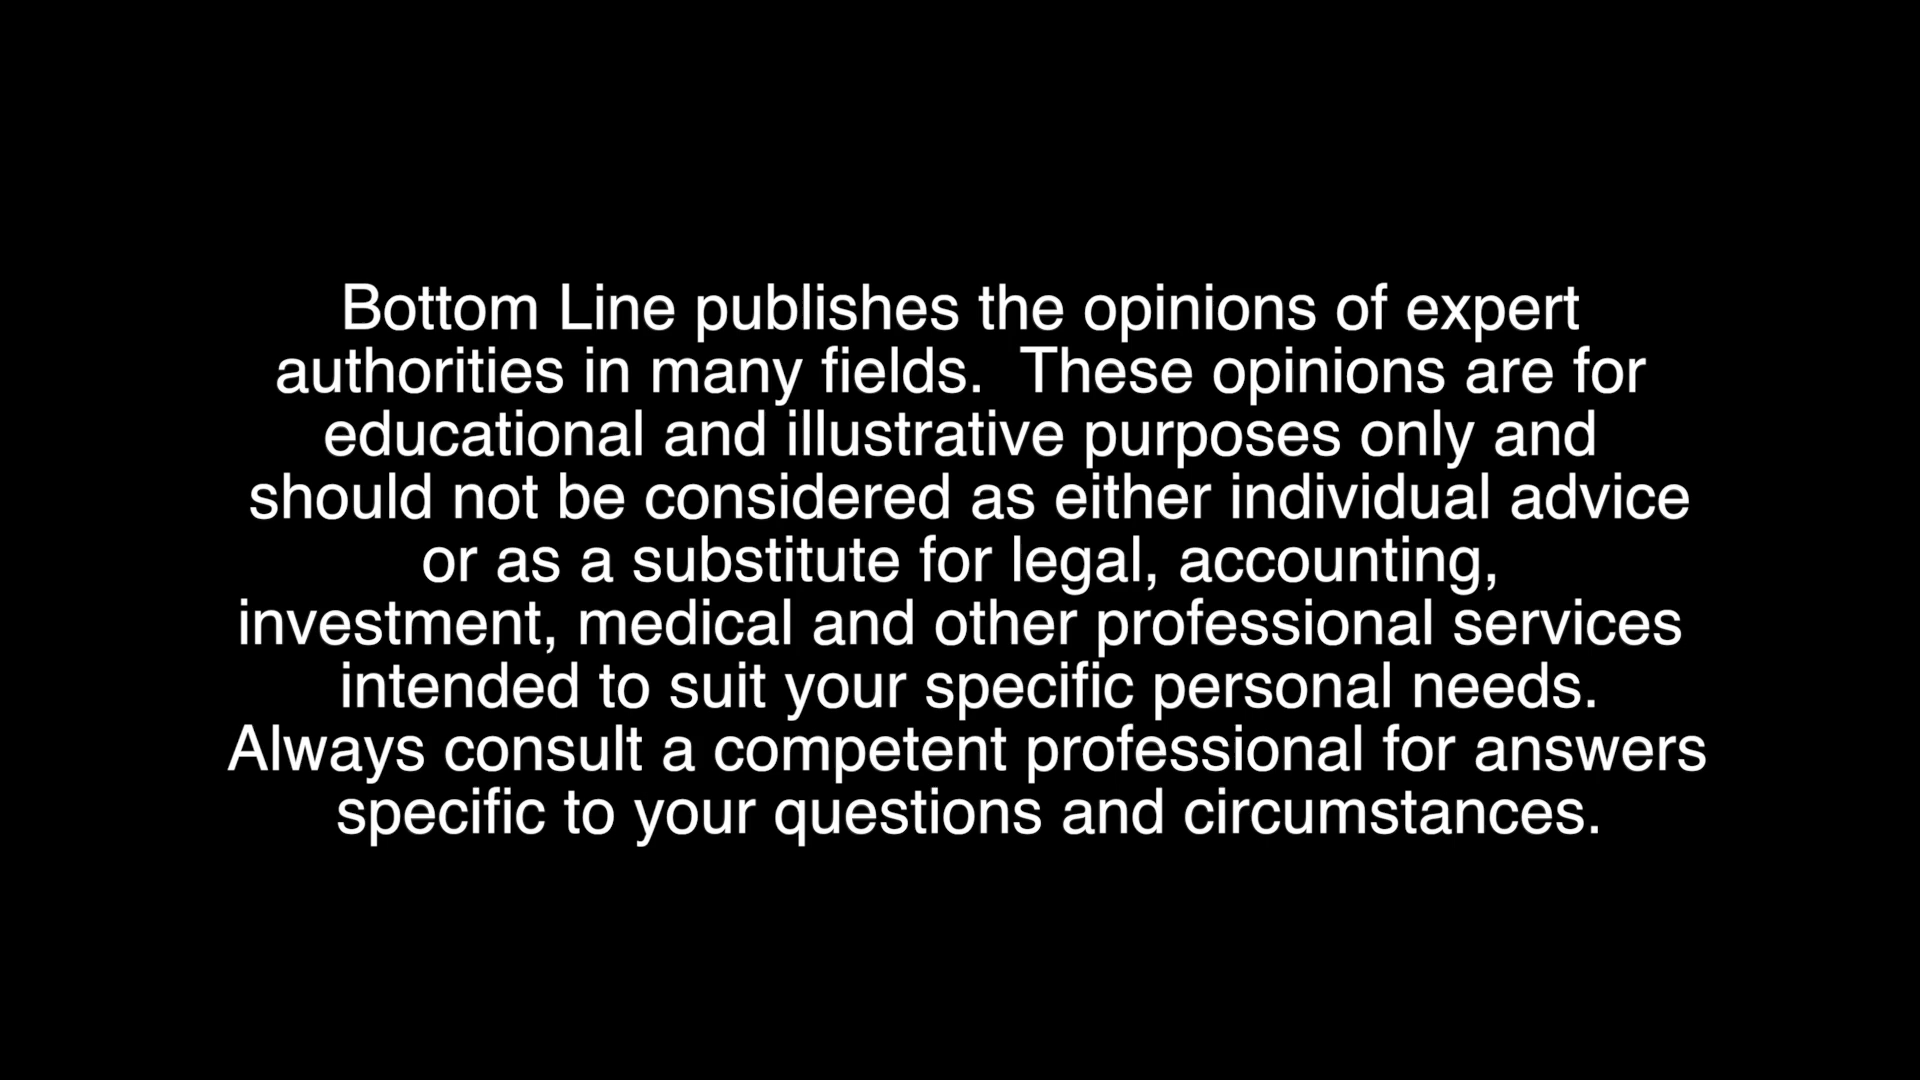 Bottom Line publishes the opinions of expert
authorities in many fields.  These opinions are for
educational and illustrative purposes only and
should not be considered as either individual advice
or as a substitute for legal, accounting,
investment, medical and other professional services
intended to suit your specific personal needs.
Always consult a competent professional for answers
specific to your questions and circumstances.